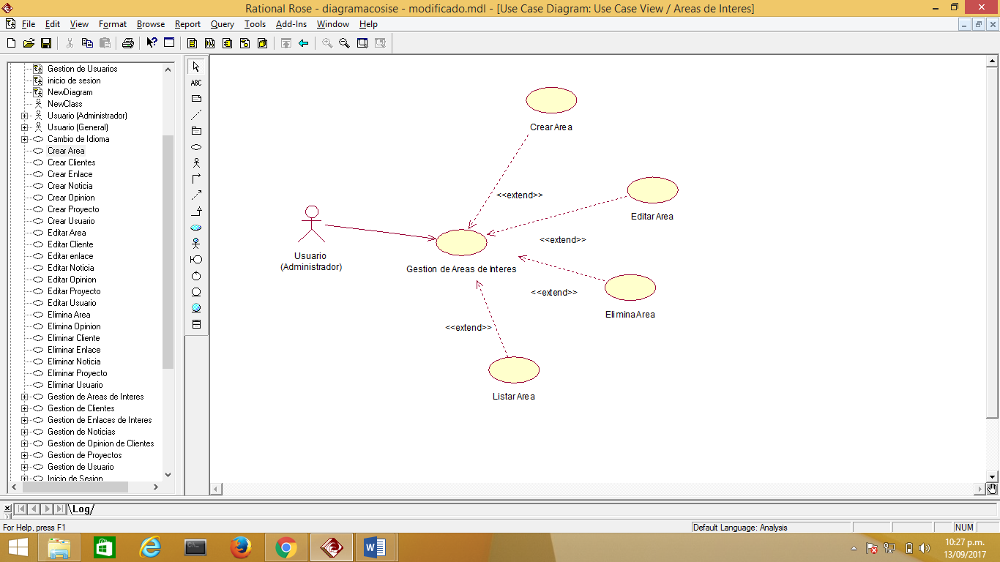 Rational Rose - diagramacosise - modificado.mdl - [Use Case Diagram: Use Case View / Areas de Interes]
File Edit View Format Browse Report Query Tools Add-Ins Window Help
Gestion de Usuarios
inicio de sesion
NewDiagram
NewClass
Usuario (Administrador)
Usuario (General)
Cambio de Idioma
Crear Area
Crear Clientes
Crear Enlace
Crear Noticia
Crear Opinion
Crear Proyecto
Crear Usuario
Editar Area
Editar Cliente
Editar enlace
Editar Noticia
Editar Opinion
Editar Proyecto
Editar Usuario
Elimina Area
Elimina Opinion
Eliminar Cliente
Eliminar Enlace
Eliminar Noticia
Eliminar Proyecto
Eliminar Usuario
Gestion de Areas de Interes
Gestion de Clientes
Gestion de Enlaces de Interes
Gestion de Noticias
Gestion de Opinion de Clientes
Gestion de Proyectos
Gestion de Usuario
Inicio de Sesion
ABC
Crear Area
<<extend>>
Editar Area
<<extend>>
Usuario
(Administrador)
Gestion de Areas de Interes
<<extend>>
Elimina Area
<<extend>>
Listar Area
Log
For Help, press F1
Default Language: Analysis
NUM
10:27 p.m.
13/09/2017